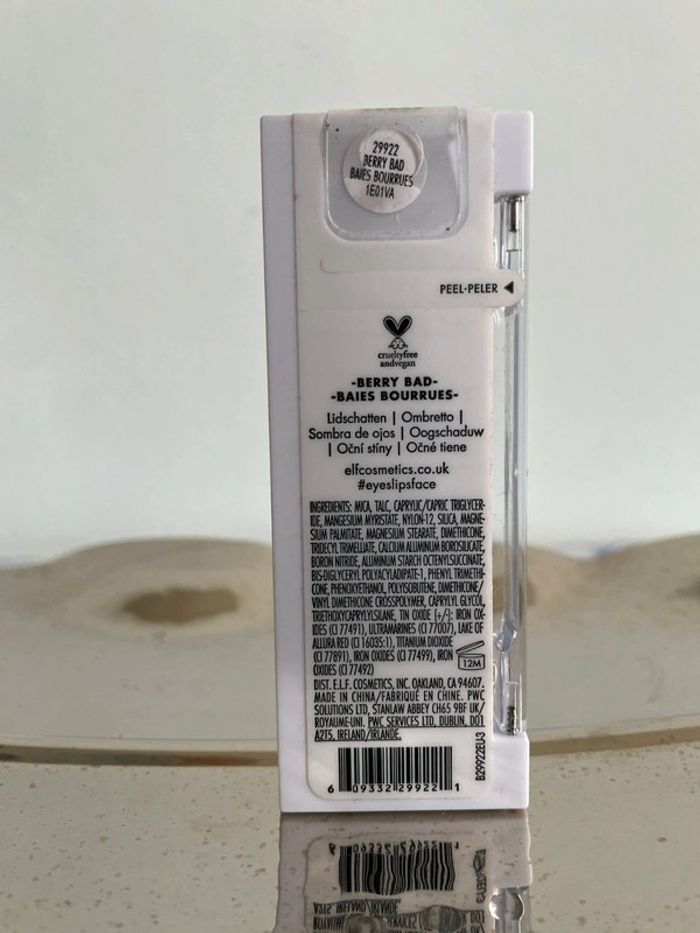 29922
BERRY BAD
BAIES BOURRUES
1E01VA
PEEL•PELER
crueltyfree
andvegan
-BERRY BAD-
-BAIES BOURRUES-
Lidschatten | Ombretto |
Sombra de ojos | Oogschaduw
| Oční stíny | Očné tiene
elfcosmetics.co.uk
#eyeslipsface
INGREDIENTS: MICA, TALC, CAPRYLIC/CAPRIC TRIGLYCER-
IDE, MANGESIUM MYRISTATE, NYLON-12, SILICA, MAGNE-
SIUM PALMITATE, MAGNESIUM STEARATE, DIMETHICONE,
TRIDECYL TRIMELLIATE, CALCIUM ALUMINUM BOROSILICATE,
BORON NITRIDE, ALUMINUM STARCH OCTENYLSUCCINATE,
BIS-DIGLYCERYL POLYACYLADIPATE-1, PHENYL TRIMETHI-
CONE, PHENOXYETHANOL, POLYISOBUTENE, DIMETHICONE/
VINYL DIMETHICONE CROSSPOLYMER, CAPRYLYL GLYCOL,
TRIETHOXYCAPRYLYLSILANE, TIN OXIDE [+/-]: IRON OX-
IDES (CI 77491), ULTRAMARINES (CI 77007), LAKE OF
ALLURA RED (CI 16035:1), TITANIUM DIOXIDE
(CI 77891), IRON OXIDES (CI 77499), IRON
OXIDES (CI 77492)
12M
DIST. E.L.F. COSMETICS, INC. OAKLAND, CA 94607.
MADE IN CHINA/FABRIQUÉ EN CHINE. PWC
SOLUTIONS LTD, STANLAW ABBEY CH65 9BF UK/
ROYAUME-UNI. PWC SERVICES LTD, DUBLIN, D01
A2T5, IRELAND/IRLANDE.
B29922EU3
6 09332 29922 1